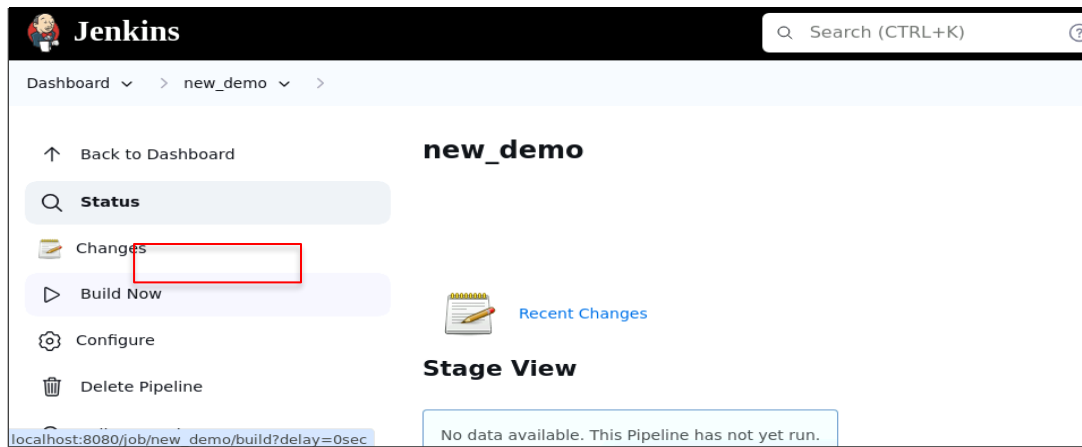 Jenkins
Search (CTRL+K)
Dashboard
new_demo
Back to Dashboard
Status
Changes
Build Now
Configure
Delete Pipeline
localhost:8080/job/new_demo/build?delay=0sec
new_demo
Recent Changes
Stage View
No data available. This Pipeline has not yet run.